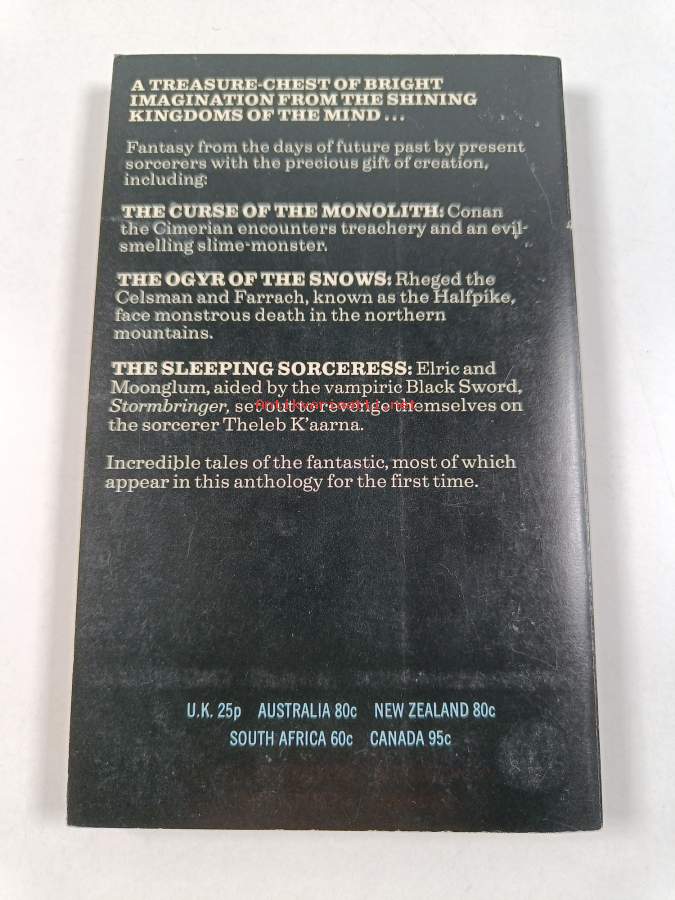 A TREASURE-CHEST OF BRIGHT
IMAGINATION FROM THE SHINING
KINGDOMS OF THE MIND ...
Fantasy from the days of future past by present
sorcerers with the precious gift of creation,
including:
THE CURSE OF THE MONOLITH: Conan
the Cimerian encounters treachery and an evil-
smelling slime-monster.
THE OGYR OF THE SNOWS: Rheged the
Celsman and Farrach, known as the Halfpike,
face monstrous death in the northern
mountains.
THE SLEEPING SORCERESS: Elric and
Moonglum, aided by the vampiric Black Sword,
Stormbringer, set out to revenge themselves on
the sorcerer Theleb K'aarna.
Incredible tales of the fantastic, most of which
appear in this anthology for the first time.
U.K. 25p AUSTRALIA 80c NEW ZEALAND 80c
SOUTH AFRICA 60c CANADA 95c